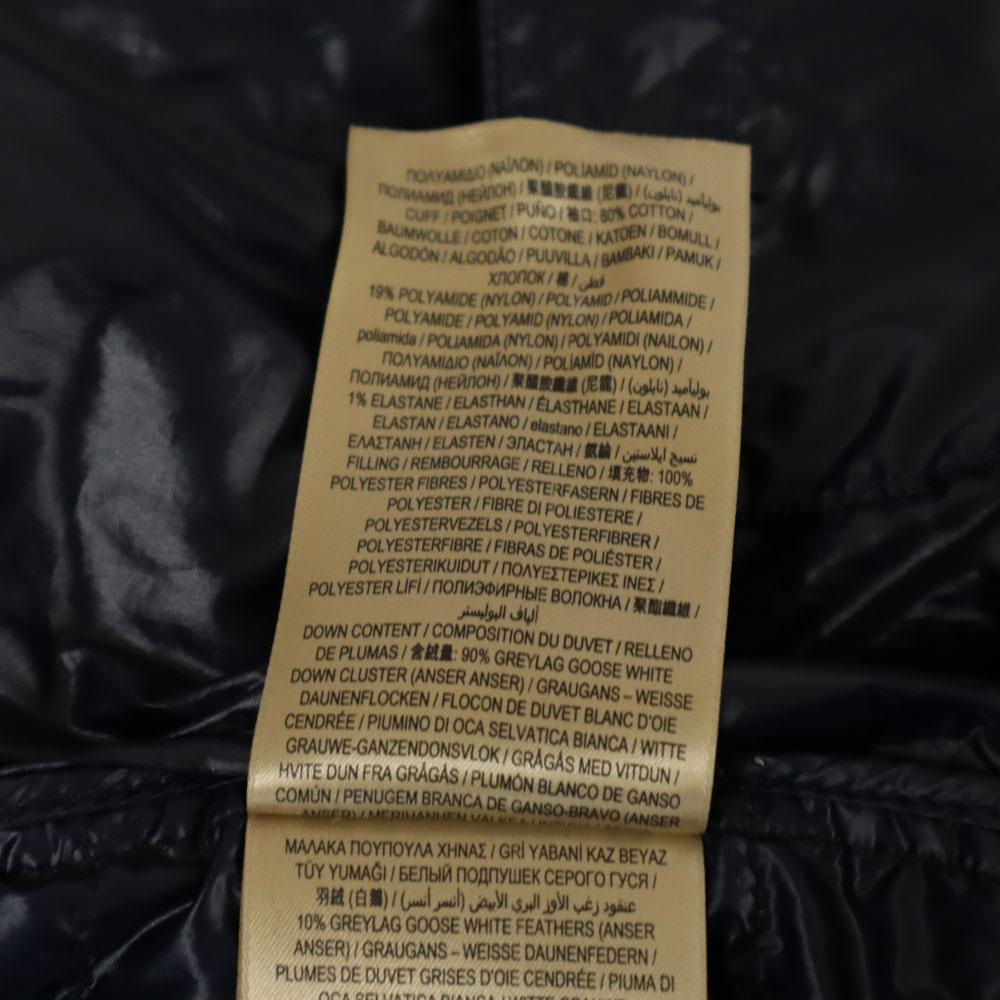 ΠΟΛΥΑΜΙΔΙΟ (ΝΑΪΛΟΝ) / POLİAMİD (NAYLON) /
ПОЛИАМИД (НЕЙЛОН) / 聚醯胺纖維 (尼龍) / بوليأميد (نايلون) /
CUFF / POIGNET / PUÑO / 袖口: 80% COTTON /
BAUMWOLLE / COTON / COTONE / KATOEN / BOMULL /
ALGODÓN / ALGODÃO / PUUVILLA / BAMBAKI / PAMUK /
ХЛОПОК / 棉 / قطن
19% POLYAMIDE (NYLON) / POLYAMID / POLIAMMIDE /
POLYAMIDE / POLYAMID (NYLON) / POLIAMIDA /
poliamida / POLIAMIDA (NYLON) / POLYAMIDI (NAILON) /
ΠΟΛΥΑΜΙΔΙΟ (ΝΑΪΛΟΝ) / POLİAMİD (NAYLON) /
ПОЛИАМИД (НЕЙЛОН) / 聚醯胺纖維 (尼龍) / بوليأميد (نايلون) /
1% ELASTANE / ELASTHAN / ÉLASTHANE / ELASTAAN /
ELASTAN / ELASTANO / elastano / ELASTAANI /
ΕΛΑΣΤΑΝΗ / ELASTEN / ЭЛАСТАН / 氨綸 / نسيج ايلاستين
FILLING / REMBOURRAGE / RELLENO / 填充物: 100%
POLYESTER FIBRES / POLYESTERFASERN / FIBRES DE
POLYESTER / FIBRE DI POLIESTERE /
POLYESTERVEZELS / POLYESTERFIBRER /
POLYESTERFIBRE / FIBRAS DE POLIÉSTER /
POLYESTERIKUIDUT / ΠΟΛΥΕΣΤΕΡΙΚΕΣ ΙΝΕΣ /
POLYESTER LİFİ / ПОЛИЭФИРНЫЕ ВОЛОКНА / 聚酯纖維 /
ألياف البوليستر
DOWN CONTENT / COMPOSITION DU DUVET / RELLENO
DE PLUMAS / 含絨量: 90% GREYLAG GOOSE WHITE
DOWN CLUSTER (ANSER ANSER) / GRAUGANS – WEISSE
DAUNENFLOCKEN / FLOCON DE DUVET BLANC D'OIE
CENDRÉE / PIUMINO DI OCA SELVATICA BIANCA / WITTE
GRAUWE-GANZENDONSVLOK / GRÅGÅS MED VITDUN /
HVITE DUN FRA GRÅGÅS / PLUMÓN BLANCO DE GANSO
COMÚN / PENUGEM BRANCA DE GANSO-BRAVO (ANSER
ANSER) / MERIHANHEN
ΜΑΛΑΚΑ ΠΟΥΠΟΥΛΑ ΧΗΝΑΣ / GRİ YABANİ KAZ BEYAZ
TÜY YUMAĞI / БЕЛЫЙ ПОДПУШЕК СЕРОГО ГУСЯ /
羽絨 (白鵝) / عنقود زغب الأوز البري الأبيض (أنسر أنسر) /
10% GREYLAG GOOSE WHITE FEATHERS (ANSER
ANSER) / GRAUGANS – WEISSE DAUNENFEDERN /
PLUMES DE DUVET GRISES D'OIE CENDRÉE / PIUMA DI
OCA SELVATICA BIANCA / WITTE